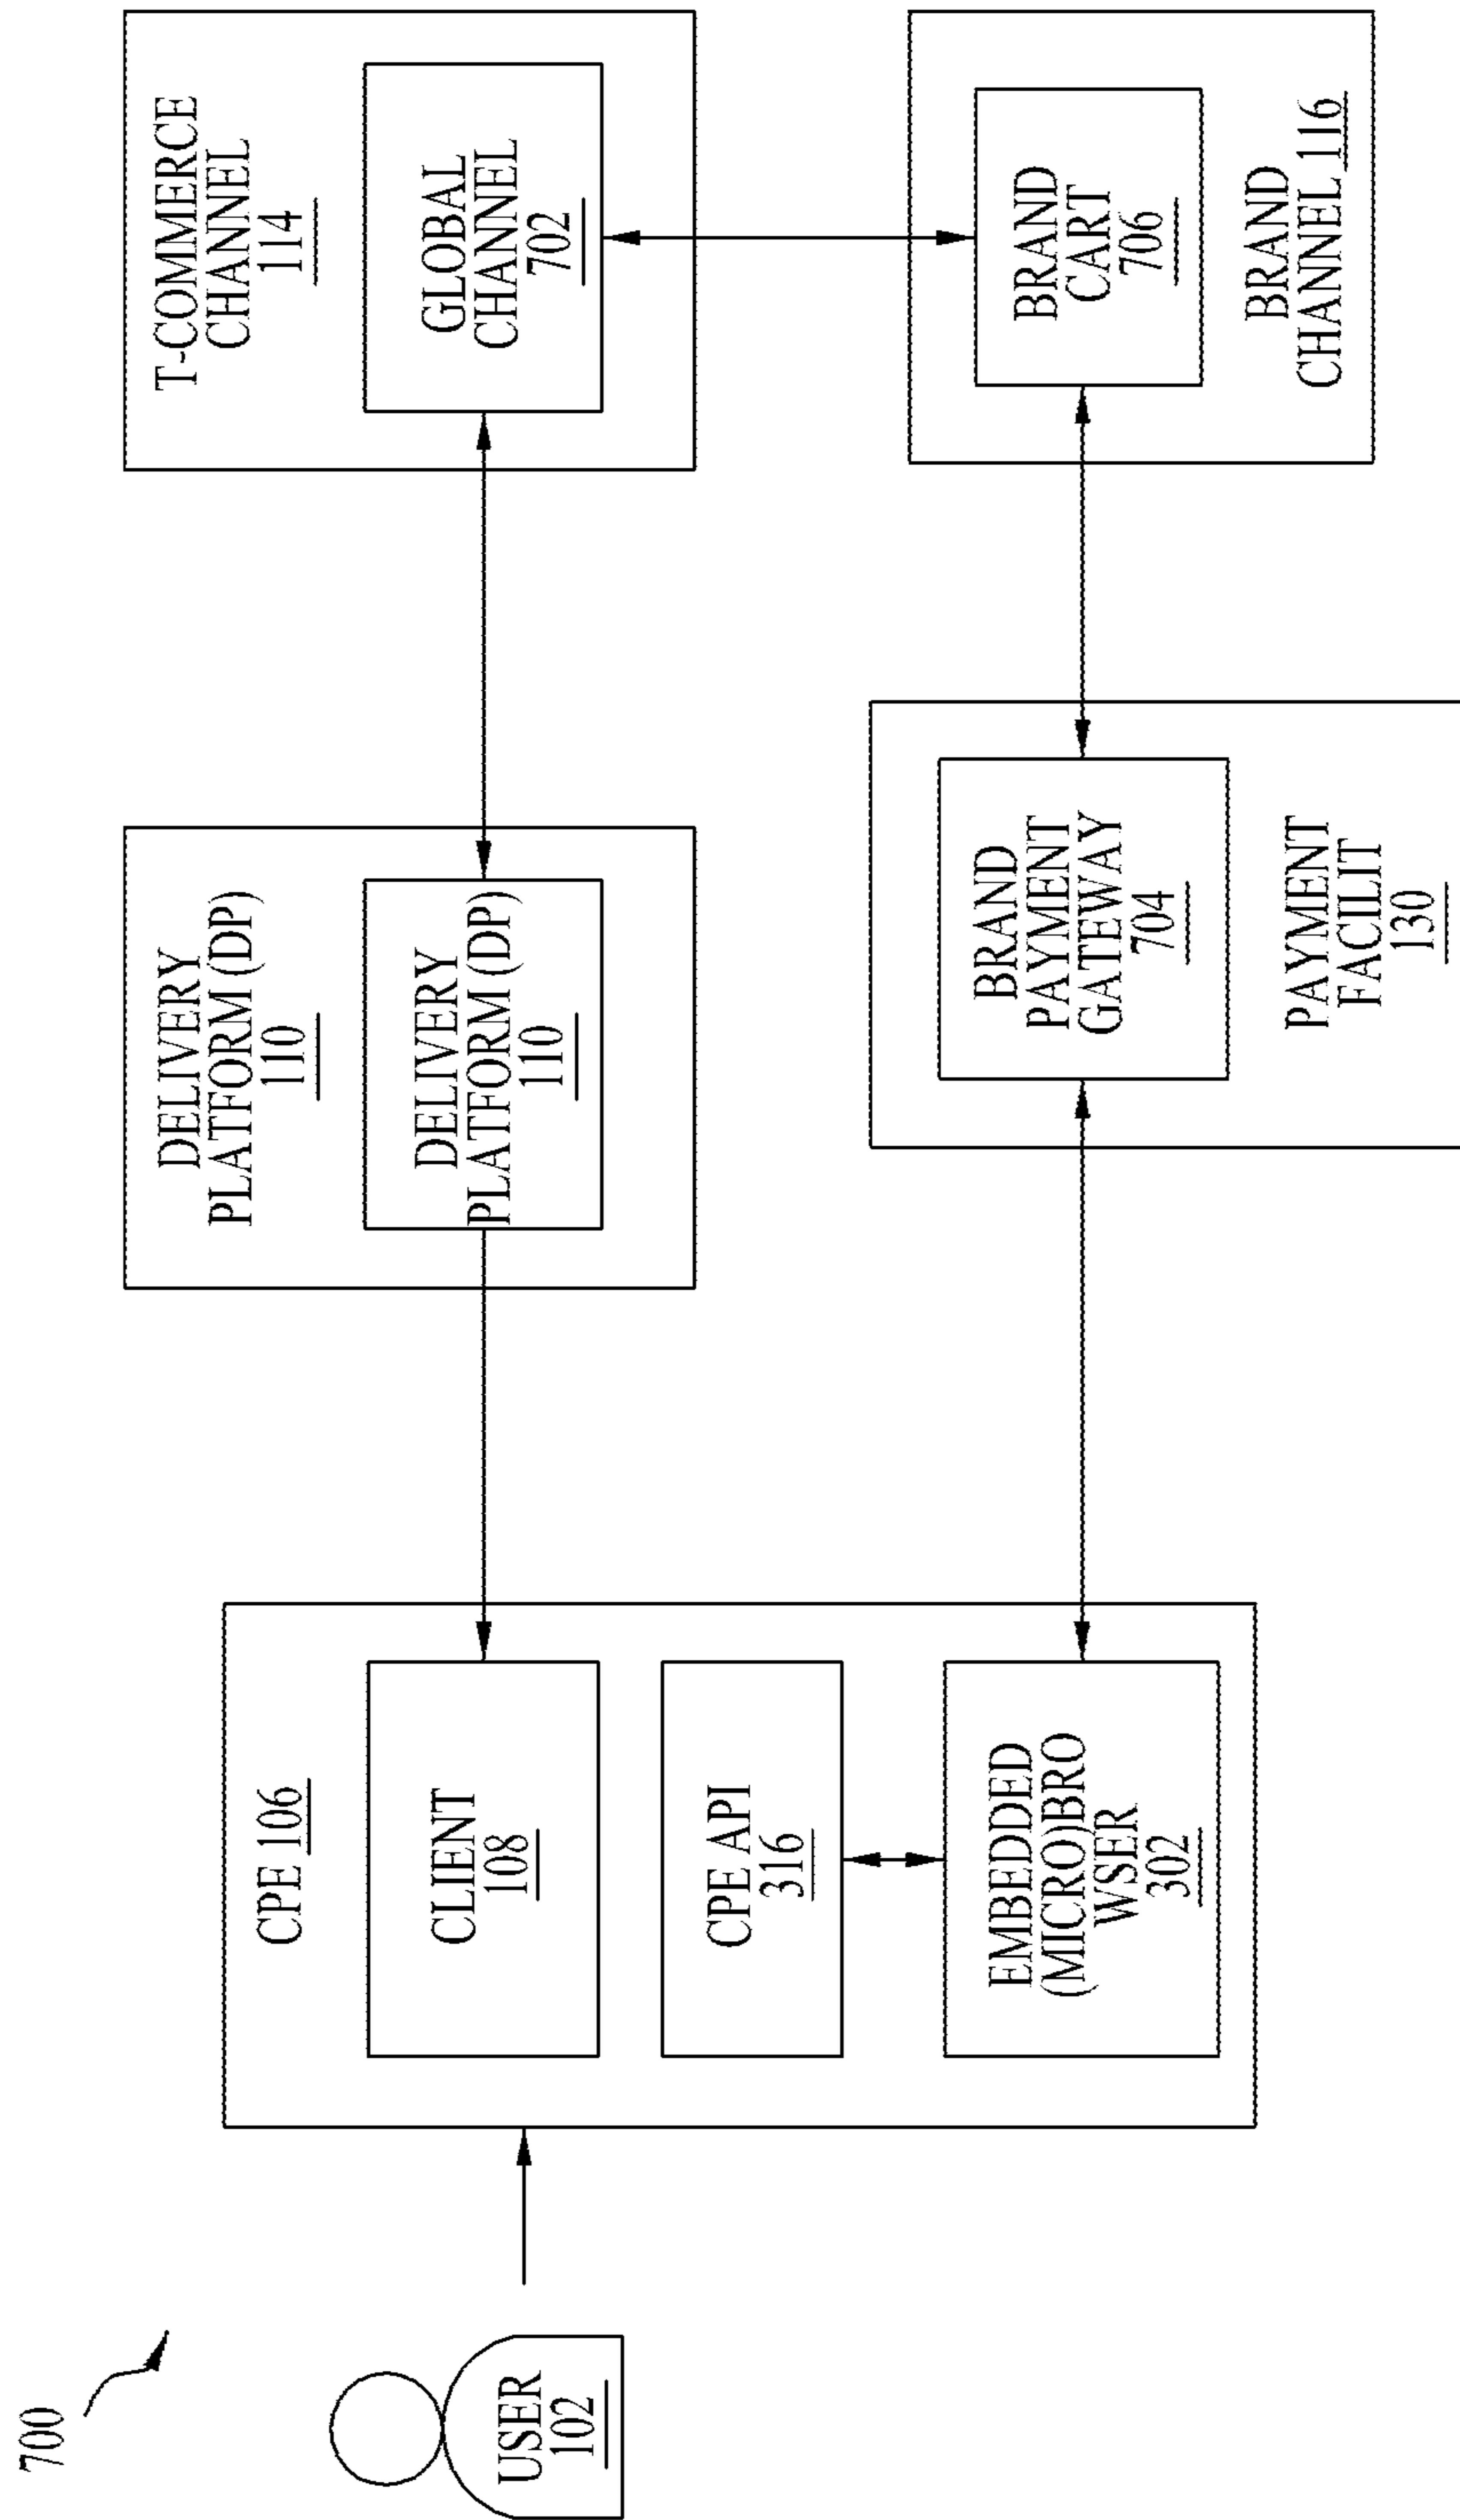 700
USER
102
CPE 106
CLIENT
108
CPE API
316
EMBEDDED
(MICRO)BRO
WSER
302
DELIVERY
PLATFORM (DP)
110
DELIVERY
PLATFORM (DP)
110
T-COMMERCE
CHANNEL
114
GLOBAL
CHANNEL
702
BRAND
PAYMENT
GATEWAY
704
PAYMENT
FACILIT
130
BRAND
CART
706
BRAND
CHANNEL 116